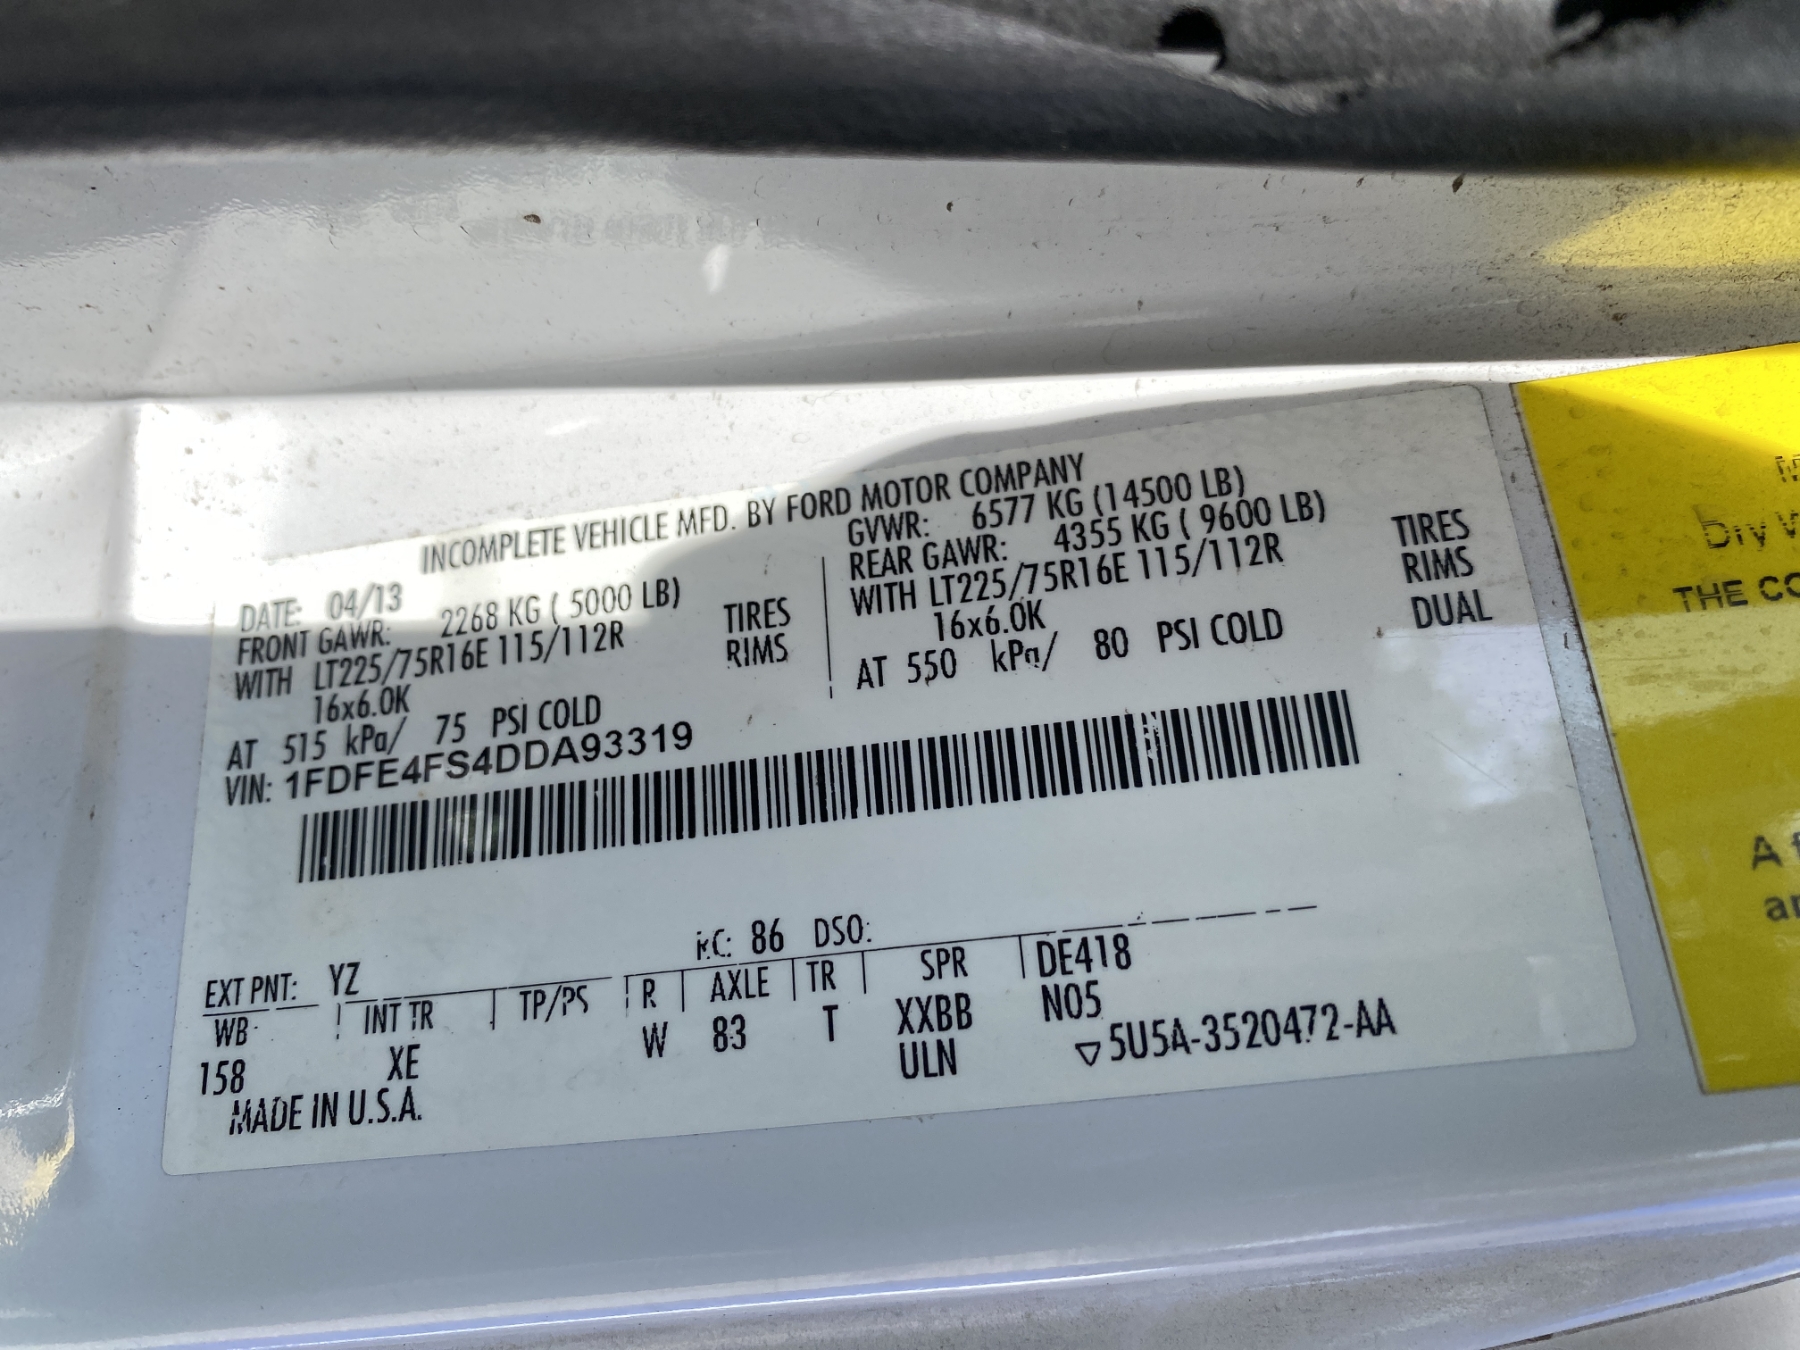 INCOMPLETE VEHICLE MFD. BY FORD MOTOR COMPANY
DATE: 04/13
GVWR: 6577 KG (14500 LB)
FRONT GAWR: 2268 KG ( 5000 LB)
WITH LT225/75R16E 115/112R TIRES
16x6.0K RIMS
AT 515 kPa/ 75 PSI COLD
REAR GAWR: 4355 KG ( 9600 LB)
WITH LT225/75R16E 115/112R TIRES
16x6.0K RIMS
AT 550 kPa/ 80 PSI COLD DUAL
VIN: 1FDFE4FS4DDA93319
EXT PNT: YZ RC: 86 DSO:
WB INT TR TP/PS R AXLE TR SPR DE418
158 XE W 83 T XXBB N05
ULN ▽5U5A-3520472-AA
MADE IN U.S.A.
Dry
THE
A